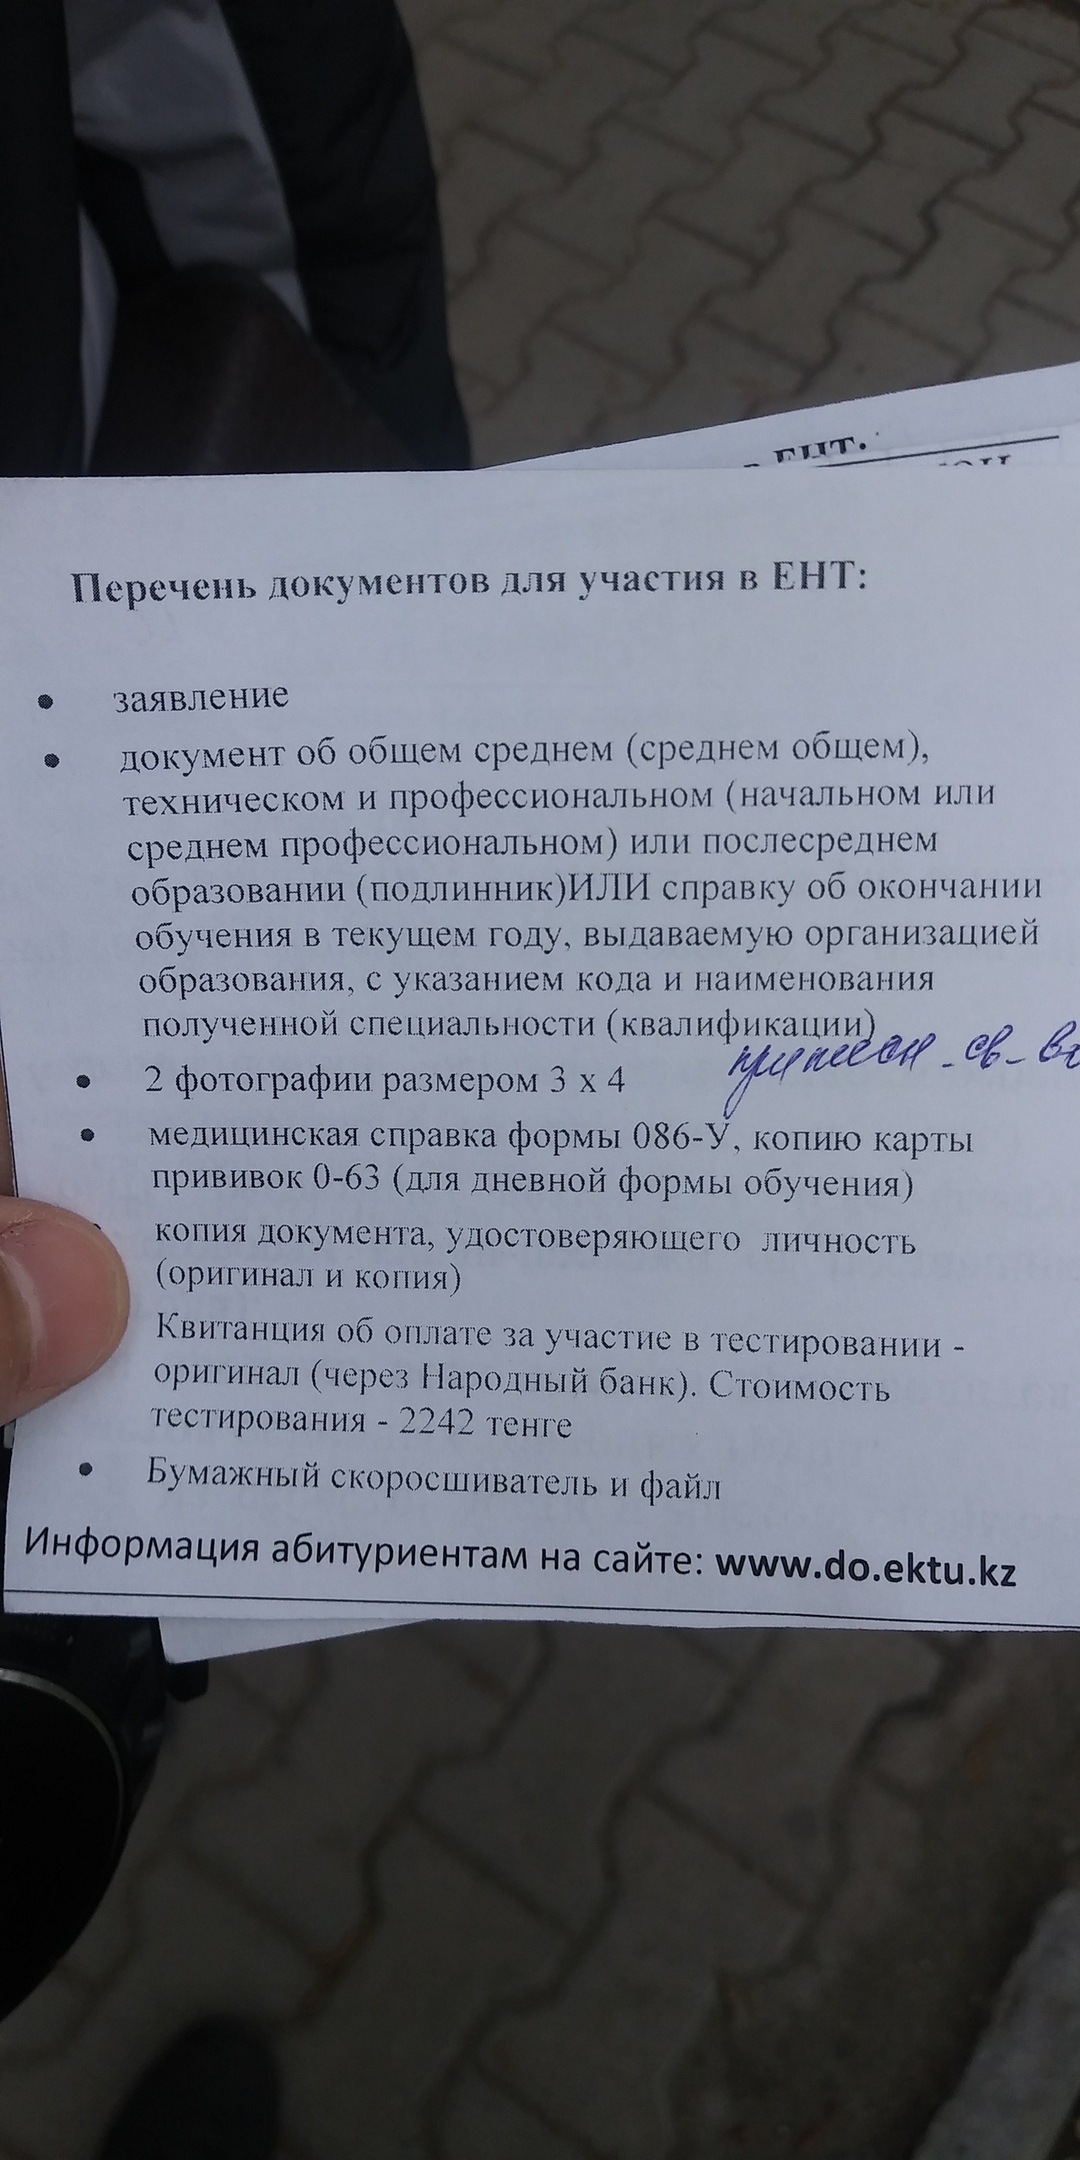 ЕНТ.
Перечень документов для участия в ЕНТ:
• заявление
• документ об общем среднем (среднем общем),
техническом и профессиональном (начальном или
среднем профессиональном) или послесреднем
образовании (подлинник)ИЛИ справку об окончании
обучения в текущем году, выдаваемую организацией
образования, с указанием кода и наименования
полученной специальности (квалификации)
• 2 фотографии размером 3 х 4
• медицинская справка формы 086-У, копию карты
прививок 0-63 (для дневной формы обучения)
копия документа, удостоверяющего личность
(оригинал и копия)
Квитанция об оплате за участие в тестировании -
оригинал (через Народный банк). Стоимость
тестирования - 2242 тенге
• Бумажный скоросшиватель и файл
Информация абитуриентам на сайте: www.do.ektu.kz